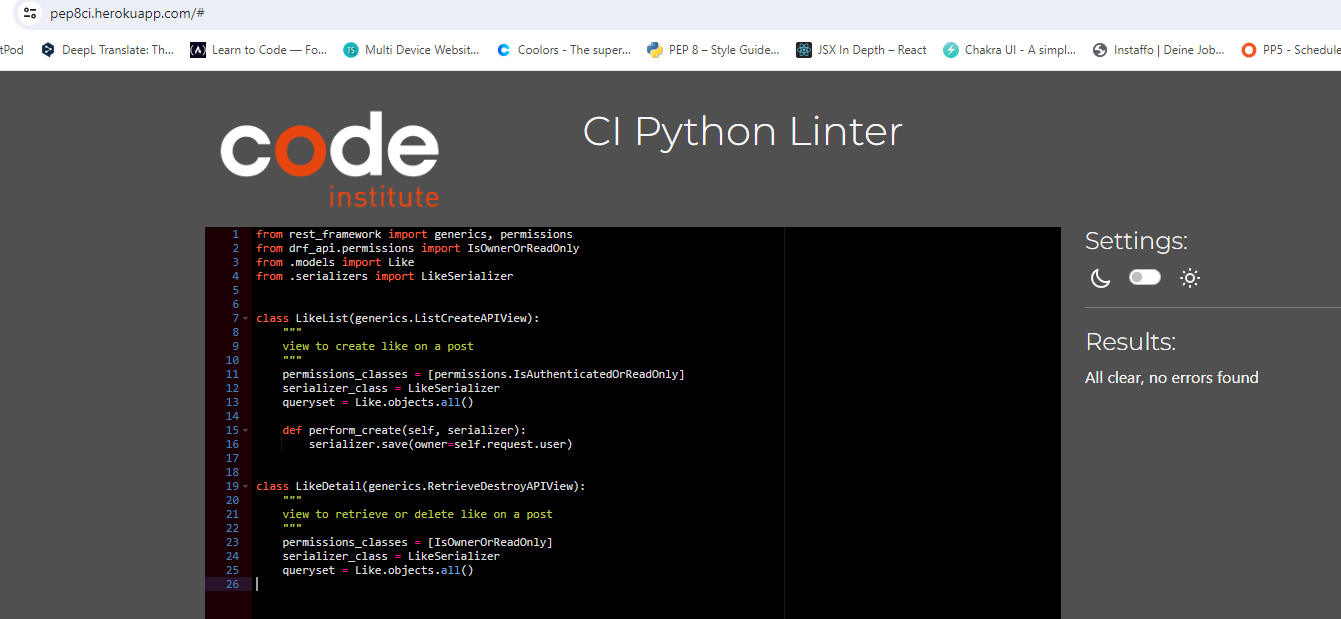 pep8ci.herokuapp.com/#
tPod DeepL Translate: Th... Learn to Code — Fo... Multi Device Websit... Coolors - The super... PEP 8 – Style Guide... JSX In Depth – React Chakra UI - A simpl... Instaffo | Deine Job... PP5 - Schedule
code
institute
CI Python Linter
1 from rest_framework import generics, permissions
2 from drf_api.permissions import IsOwnerOrReadOnly
3 from .models import Like
4 from .serializers import LikeSerializer
5
6
7 class LikeList(generics.ListCreateAPIView):
8     """
9     view to create like on a post
10     """
11     permissions_classes = [permissions.IsAuthenticatedOrReadOnly]
12     serializer_class = LikeSerializer
13     queryset = Like.objects.all()
14
15     def perform_create(self, serializer):
16         serializer.save(owner=self.request.user)
17
18
19 class LikeDetail(generics.RetrieveDestroyAPIView):
20     """
21     view to retrieve or delete like on a post
22     """
23     permissions_classes = [IsOwnerOrReadOnly]
24     serializer_class = LikeSerializer
25     queryset = Like.objects.all()
26
Settings:
Results:
All clear, no errors found